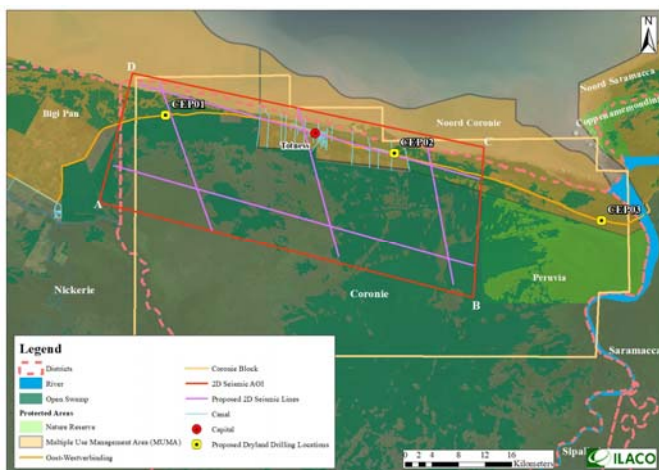 N
D
Noord Saramacca
Coppenamemonding
Bigi Pan
CEP01
Noord Coronie
Totness
CEP02
C
CEP03
A
Peruvia
Nickerie
Coronie
B
Saramacca
Legend
Districts
River
Open Swamp
Protected Areas
Nature Reserve
Multiple Use Management Area (MUMA)
Oost-Westverbinding
Coronie Block
2D Seismic AOI
Proposed 2D Seismic Lines
Canal
Capital
Proposed Dryland Drilling Locations
0 2 4 8 12 16
Kilometers
ILACO